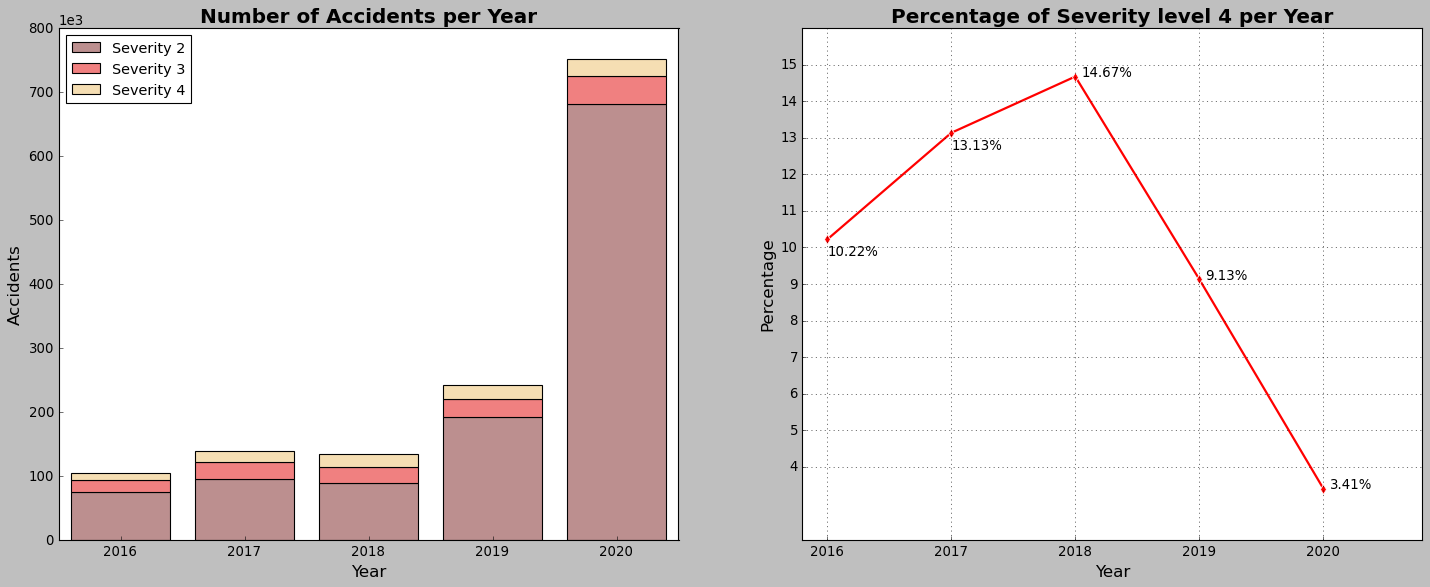 Number of Accidents per Year
1e3
800
700
600
500
400
300
200
100
0
Accidents
Severity 2
Severity 3
Severity 4
2016 2017 2018 2019 2020
Year
Percentage of Severity level 4 per Year
15
14
13
12
11
10
9
8
7
6
5
4
Percentage
14.67%
13.13%
10.22%
9.13%
3.41%
2016 2017 2018 2019 2020
Year